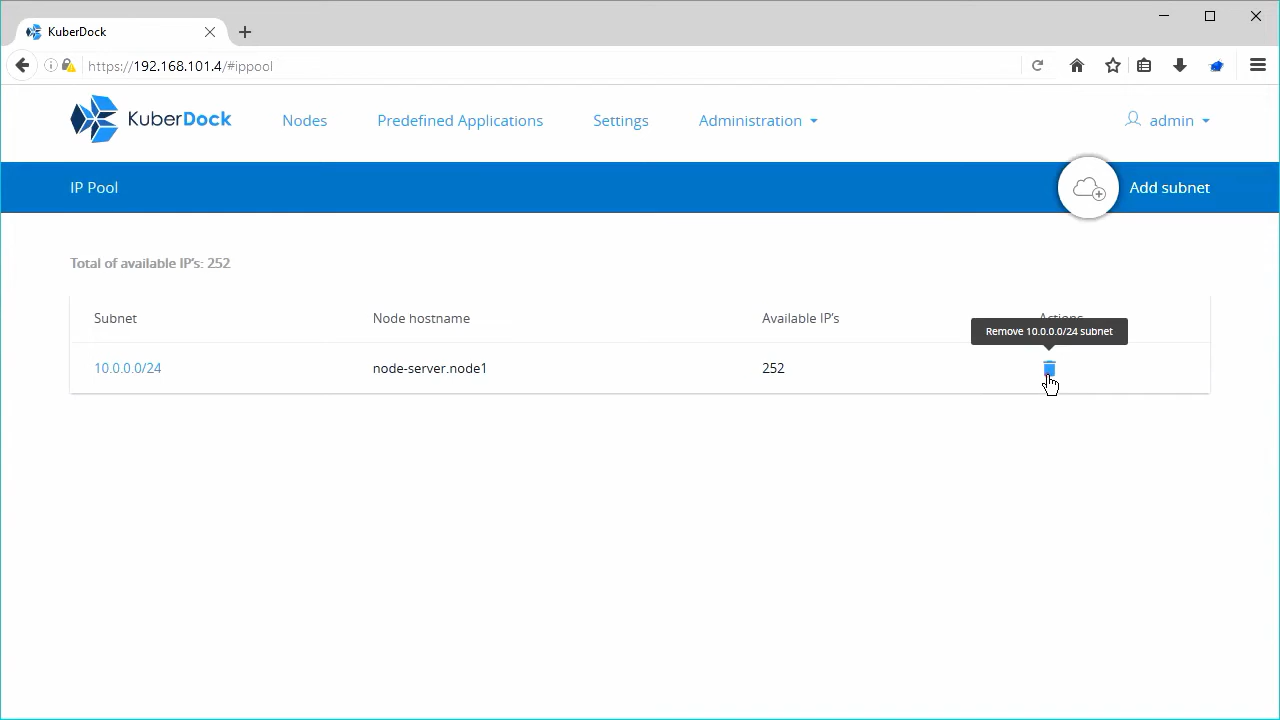 KuberDock
https://192.168.101.4/#ippool
KuberDock
Nodes
Predefined Applications
Settings
Administration
admin
IP Pool
Add subnet
Total of available IP's: 252
Subnet
Node hostname
Available IP's
Actions
Remove 10.0.0.0/24 subnet
10.0.0.0/24
node-server.node1
252